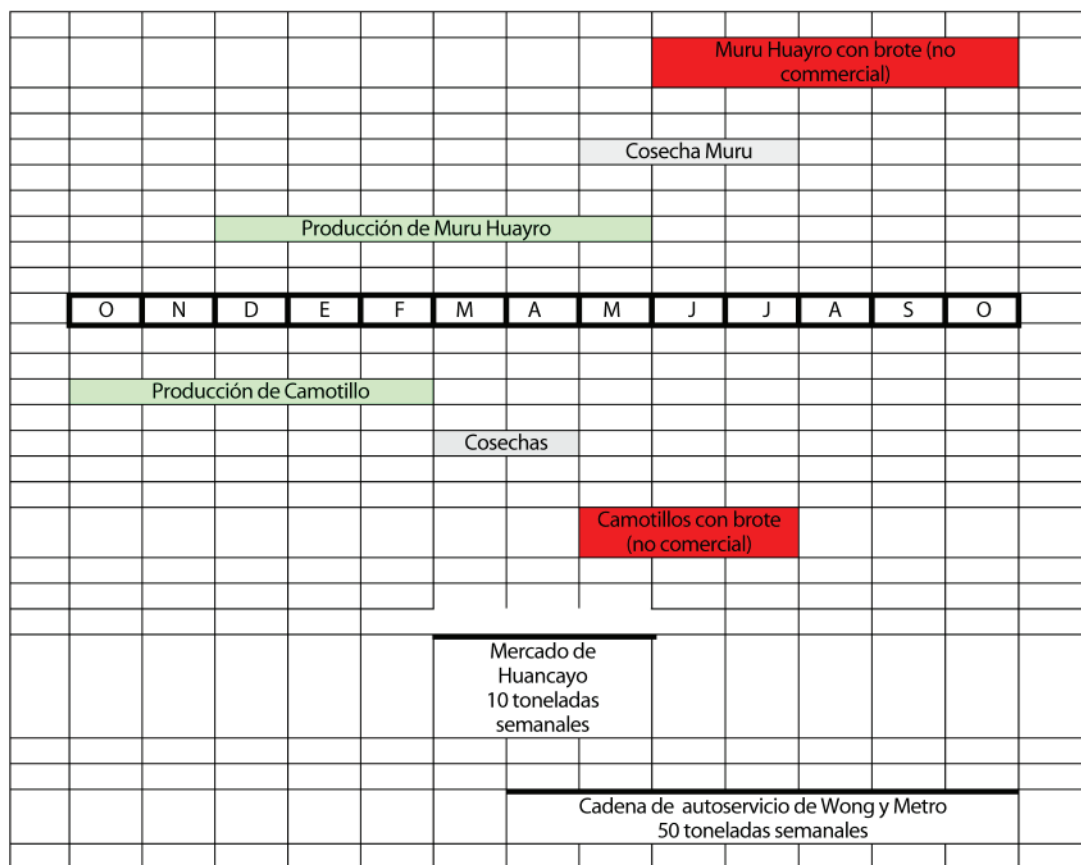 Muru Huayro con brote (no
commercial)
Cosecha Muru
Producción de Muru Huayro
O N D E F M A M J J A S O
Producción de Camotillo
Cosechas
Camotillos con brote
(no comercial)
Mercado de
Huancayo
10 toneladas
semanales
Cadena de autoservicio de Wong y Metro
50 toneladas semanales